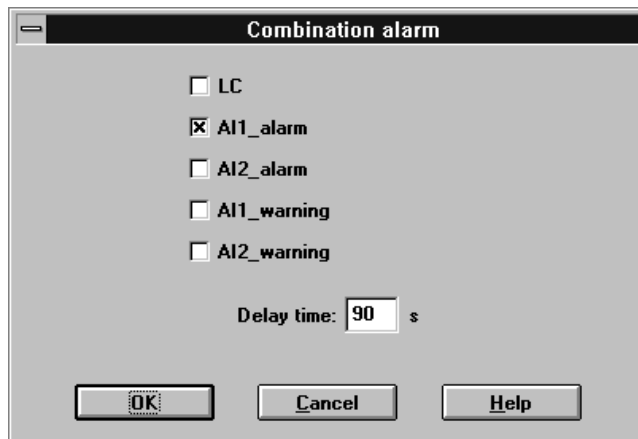 Combination alarm
LC
AI1_alarm
AI2_alarm
AI1_warning
AI2_warning
Delay time: 90 s
OK Cancel Help